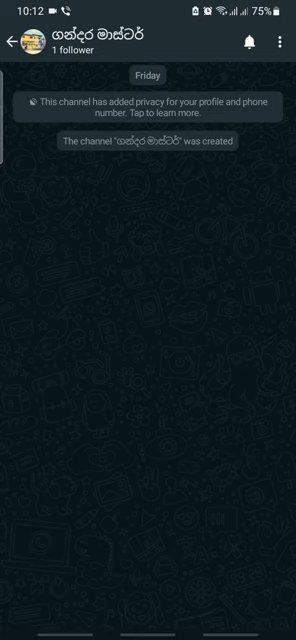 10:12 75%
ගන්දර මාස්ටර්
1 follower
Friday
This channel has added privacy for your profile and phone
number. Tap to learn more.
The channel "ගන්දර මාස්ටර්" was created